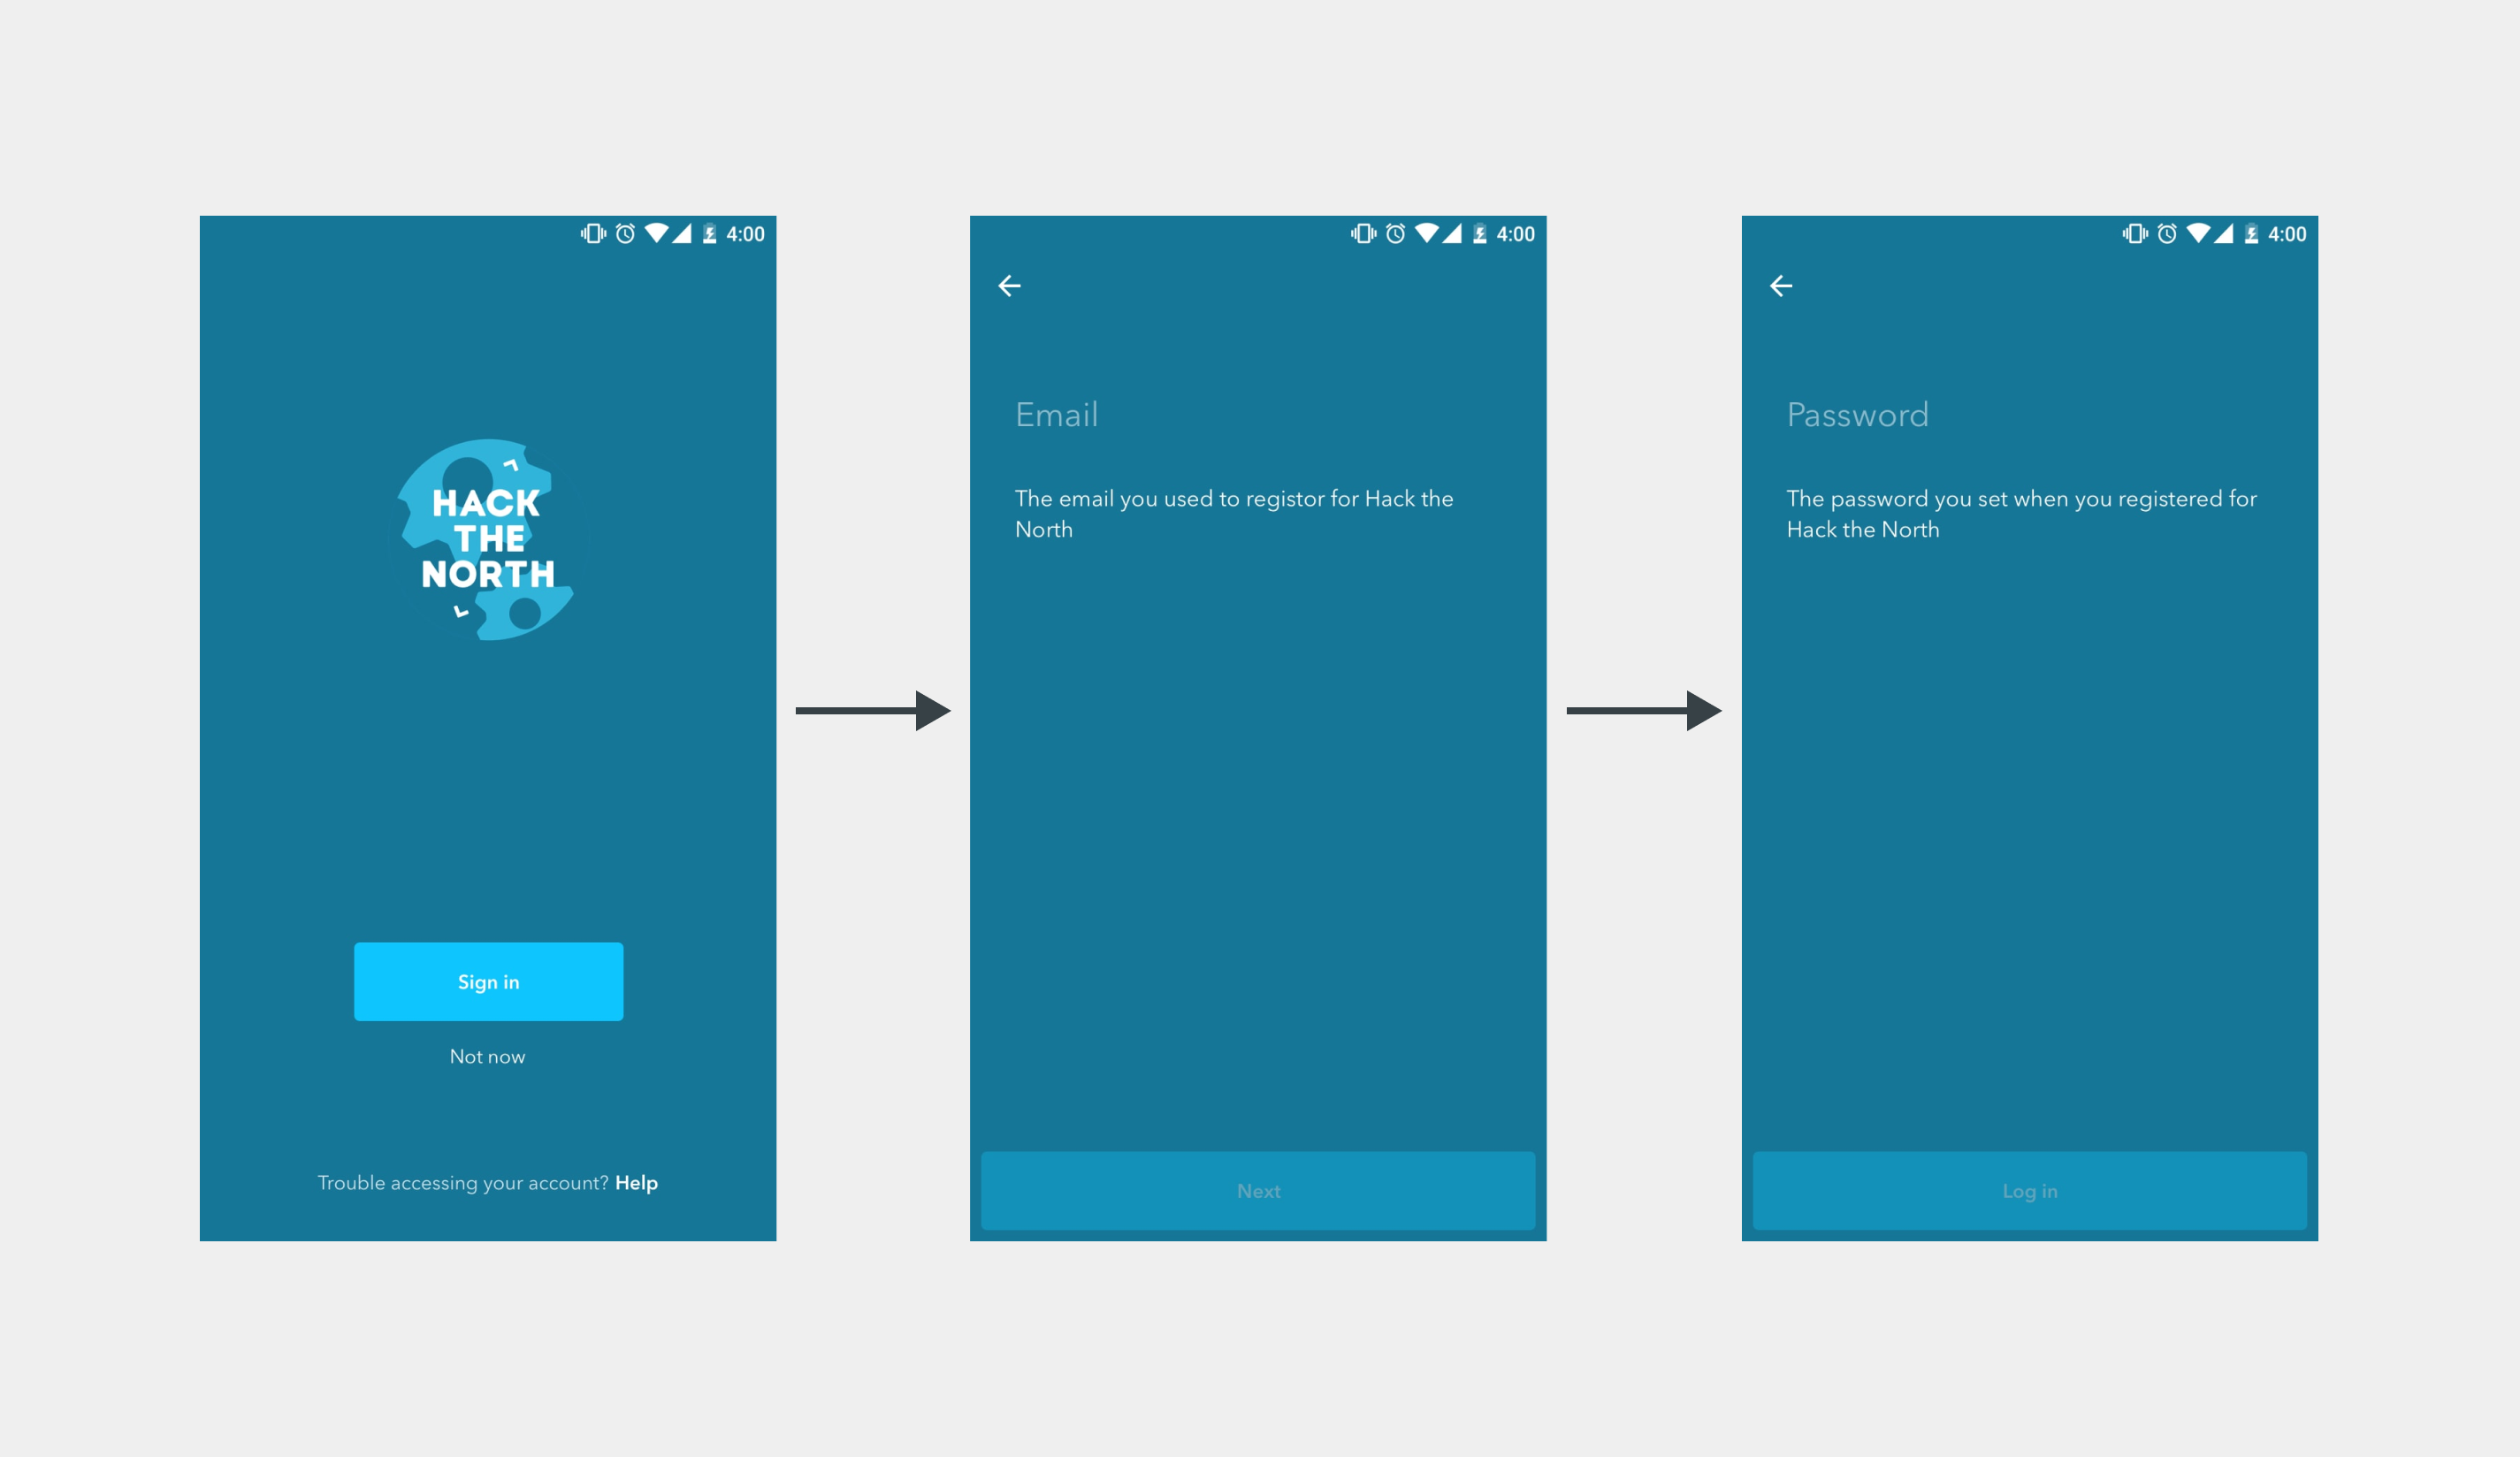 4:00
HACK
THE
NORTH
Sign in
Not now
Trouble accessing your account? Help
4:00
Email
The email you used to registor for Hack the
North
Next
4:00
Password
The password you set when you registered for
Hack the North
Log in